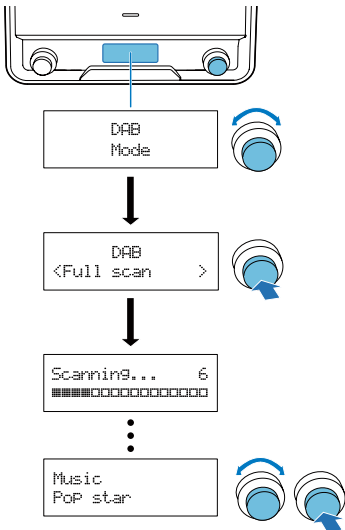 DAB
Mode
DAB
<Full scan >
Scanning... 6
Music
Pop star